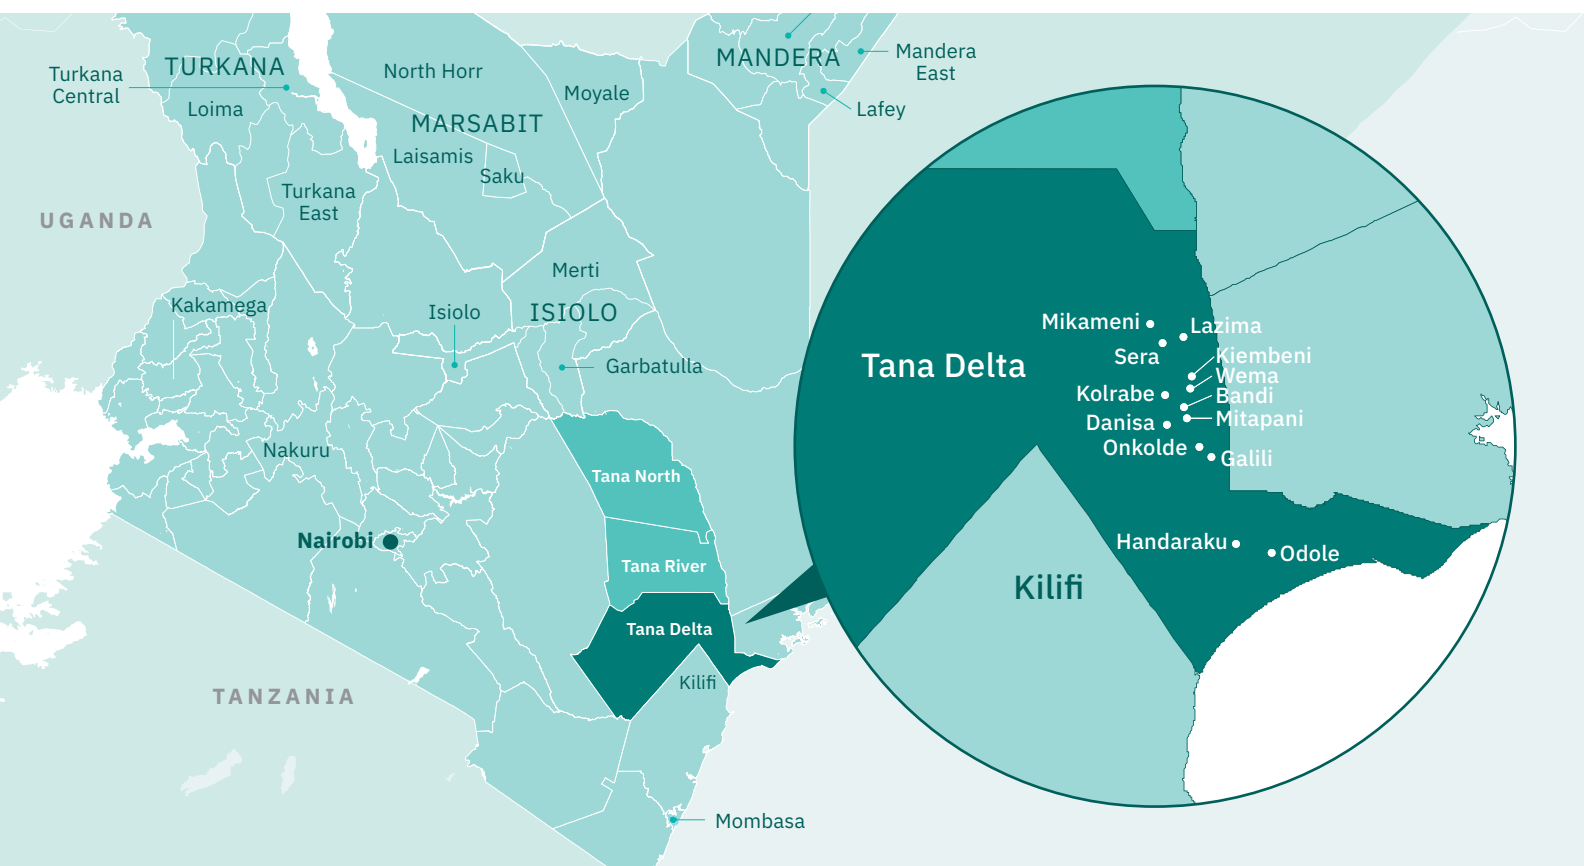 TURKANA
Turkana
Central
Loima
North Horr
MARSABIT
Laisamis
Saku
Moyale
MANDERA
Mandera
East
Lafey
Turkana
East
UGANDA
Merti
Kakamega
Isiolo
ISIOLO
Garbatulla
Nakuru
Nairobi
Tana North
Tana River
Tana Delta
Kilifi
TANZANIA
Mombasa
Tana Delta
Mikameni
Lazima
Sera
Kiembeni
Wema
Kolrabe
Bandi
Danisa
Mitapani
Onkolde
Galili
Handaraku
Odole
Kilifi